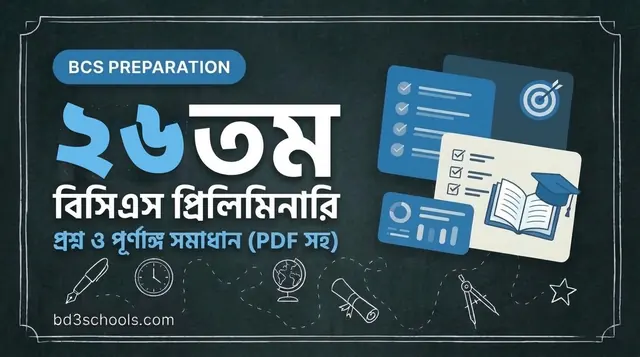 BCS PREPARATION
২৬তম
বিসিএস প্রিলিমিনারি
প্রশ্ন ও পূর্ণাঙ্গ সমাধান (PDF সহ)
bd3schools.com